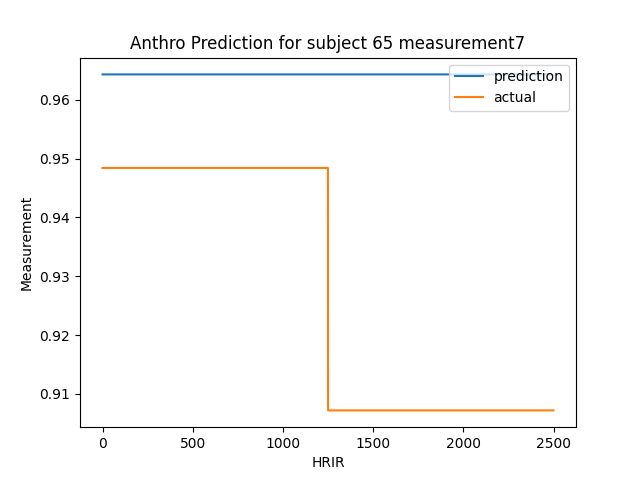 Anthro Prediction for subject 65 measurement7
prediction
actual
Measurement
0.96
0.95
0.94
0.93
0.92
0.91
0
500
1000
1500
2000
2500
HRIR